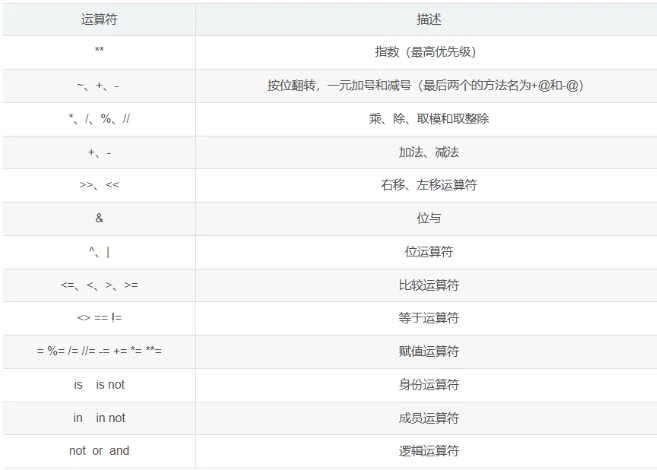 运算符 描述
** 指数（最高优先级）
~、+、- 按位翻转，一元加号和减号（最后两个的方法名为+@和-@）
*、/、%、// 乘、除、取模和取整除
+、- 加法、减法
>>、<< 右移、左移运算符
& 位与
^、| 位运算符
<=、<、>、>= 比较运算符
<> == != 等于运算符
= %= /= //= -= += *= **= 赋值运算符
is is not 身份运算符
in in not 成员运算符
not or and 逻辑运算符